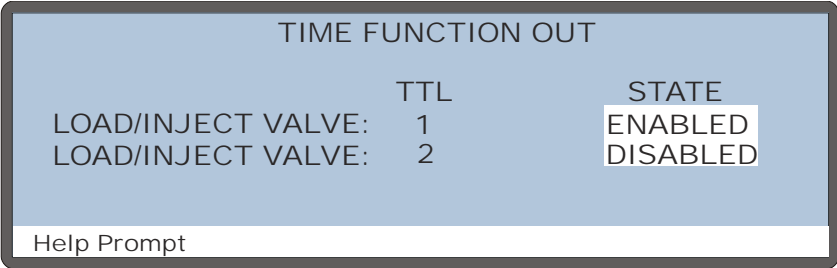 TIME FUNCTION OUT
TTL STATE
LOAD/INJECT VALVE: 1 ENABLED
LOAD/INJECT VALVE: 2 DISABLED
Help Prompt